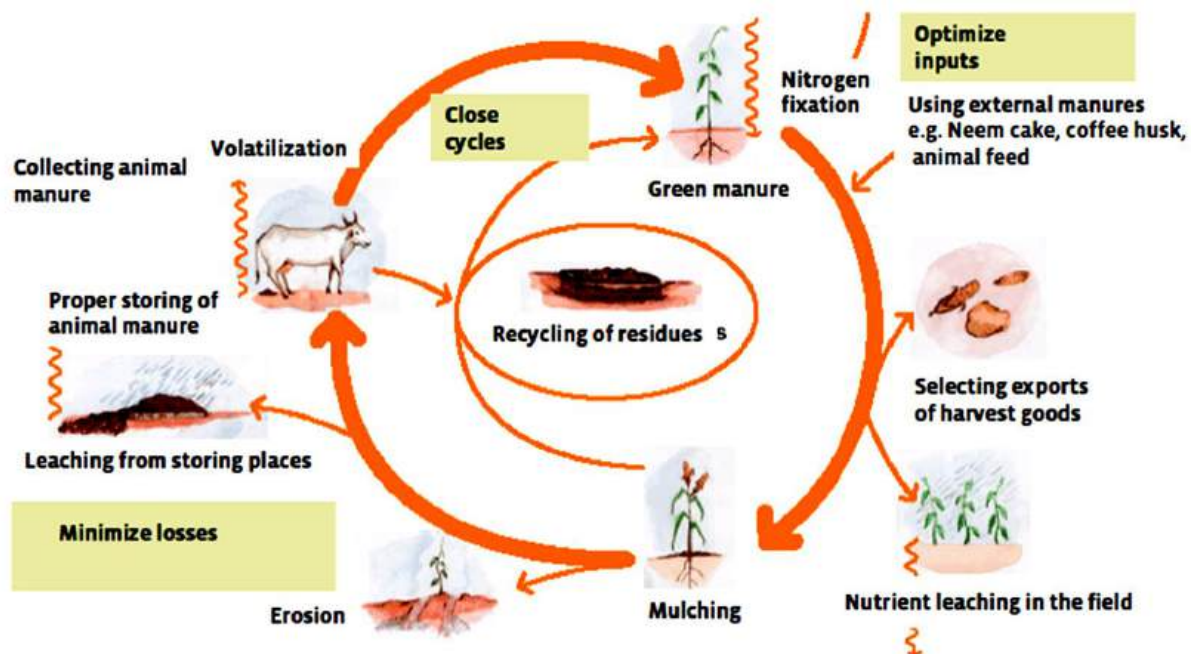 Optimize
inputs
Nitrogen
fixation
Using external manures
e.g. Neem cake, coffee husk,
animal feed
Close
cycles
Volatilization
Collecting animal
manure
Green manure
Proper storing of
animal manure
Recycling of residues s
Selecting exports
of harvest goods
Leaching from storing places
Minimize losses
Erosion
Mulching
Nutrient leaching in the field